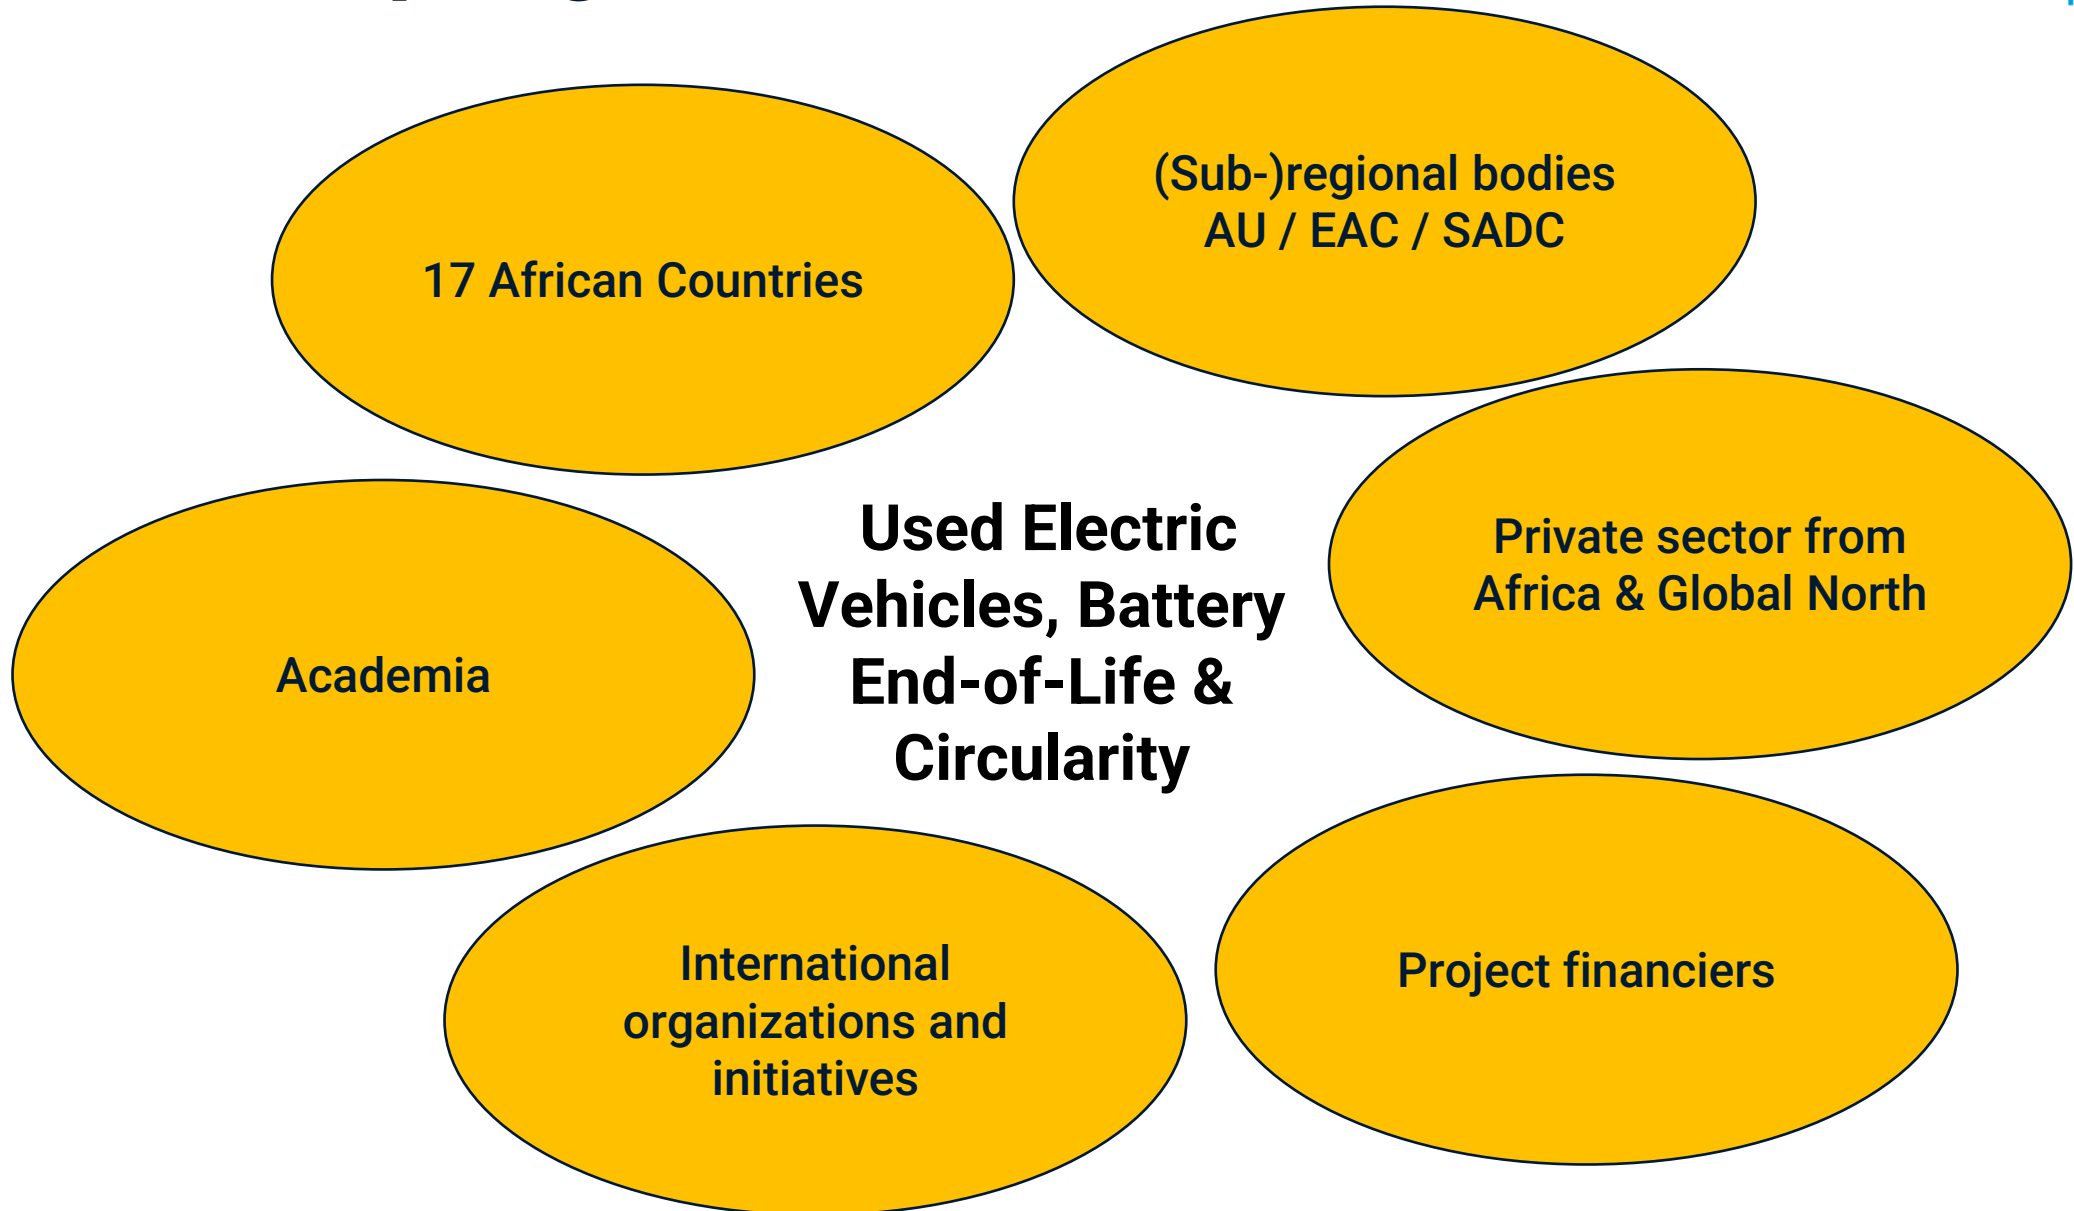 17 African Countries
(Sub-)regional bodies
AU / EAC / SADC
Private sector from
Africa & Global North
Used Electric
Vehicles, Battery
End-of-Life &
Circularity
Academia
International
organizations and
initiatives
Project financiers